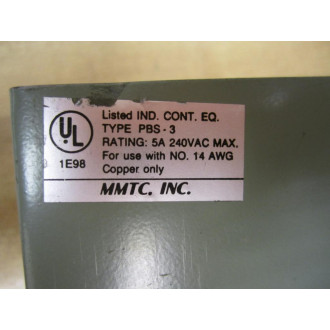 Listed IND. CONT. EQ.
TYPE PBS - 3
RATING: 5A 240VAC MAX.
For use with NO. 14 AWG
Copper only
UL
1E98
MMTC, INC.